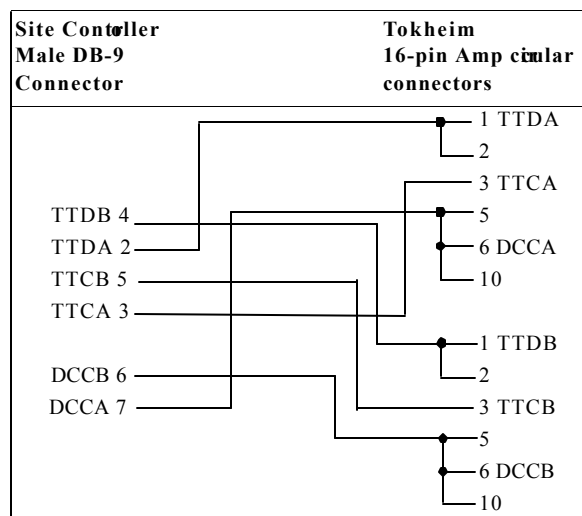 Site Controller
Male DB-9
Connector
Tokheim
16-pin Amp circular
connectors
TTDB 4
TTDA 2
TTCB 5
TTCA 3
DCCB 6
DCCA 7
1 TTDA
2
3 TTCA
5
6 DCCA
10
1 TTDB
2
3 TTCB
5
6 DCCB
10